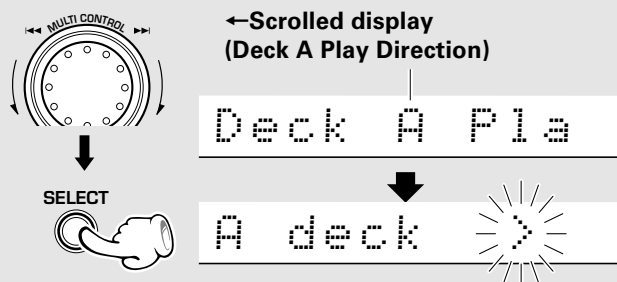 MULTI CONTROL
←Scrolled display
(Deck A Play Direction)
Deck A Pla
SELECT
A deck >